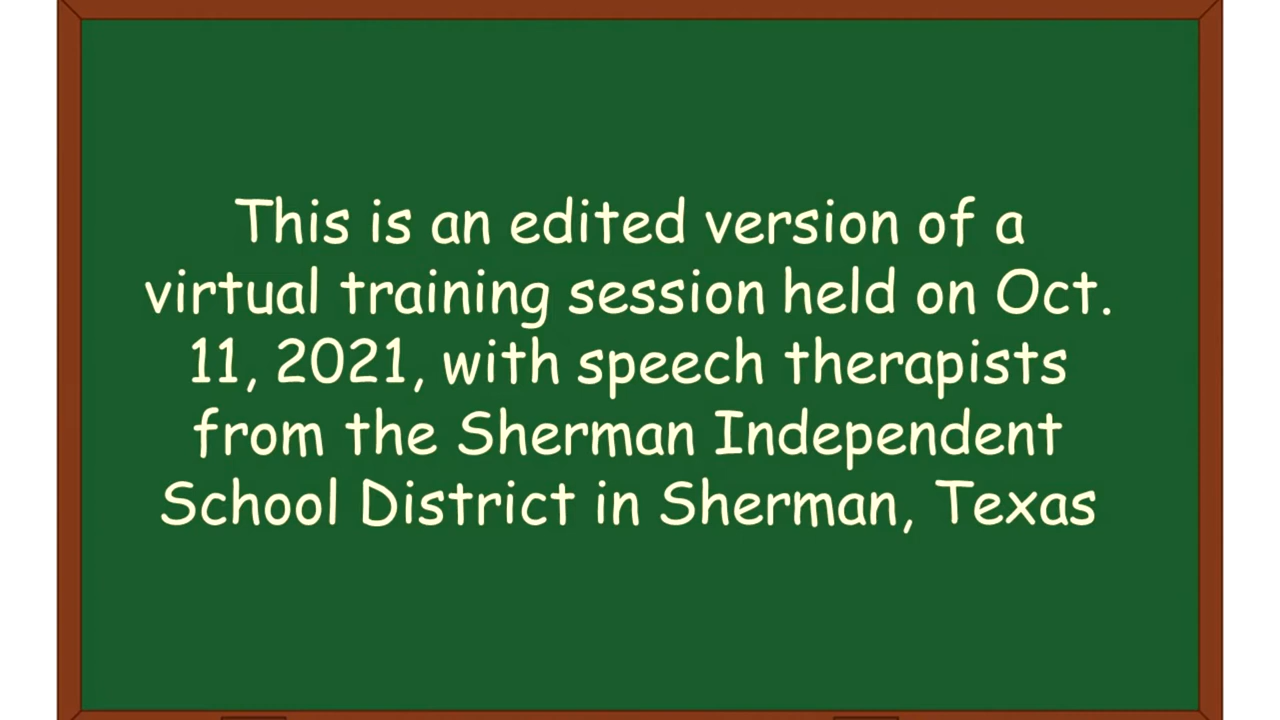 This is an edited version of a
virtual training session held on Oct.
11, 2021, with speech therapists
from the Sherman Independent
School District in Sherman, Texas